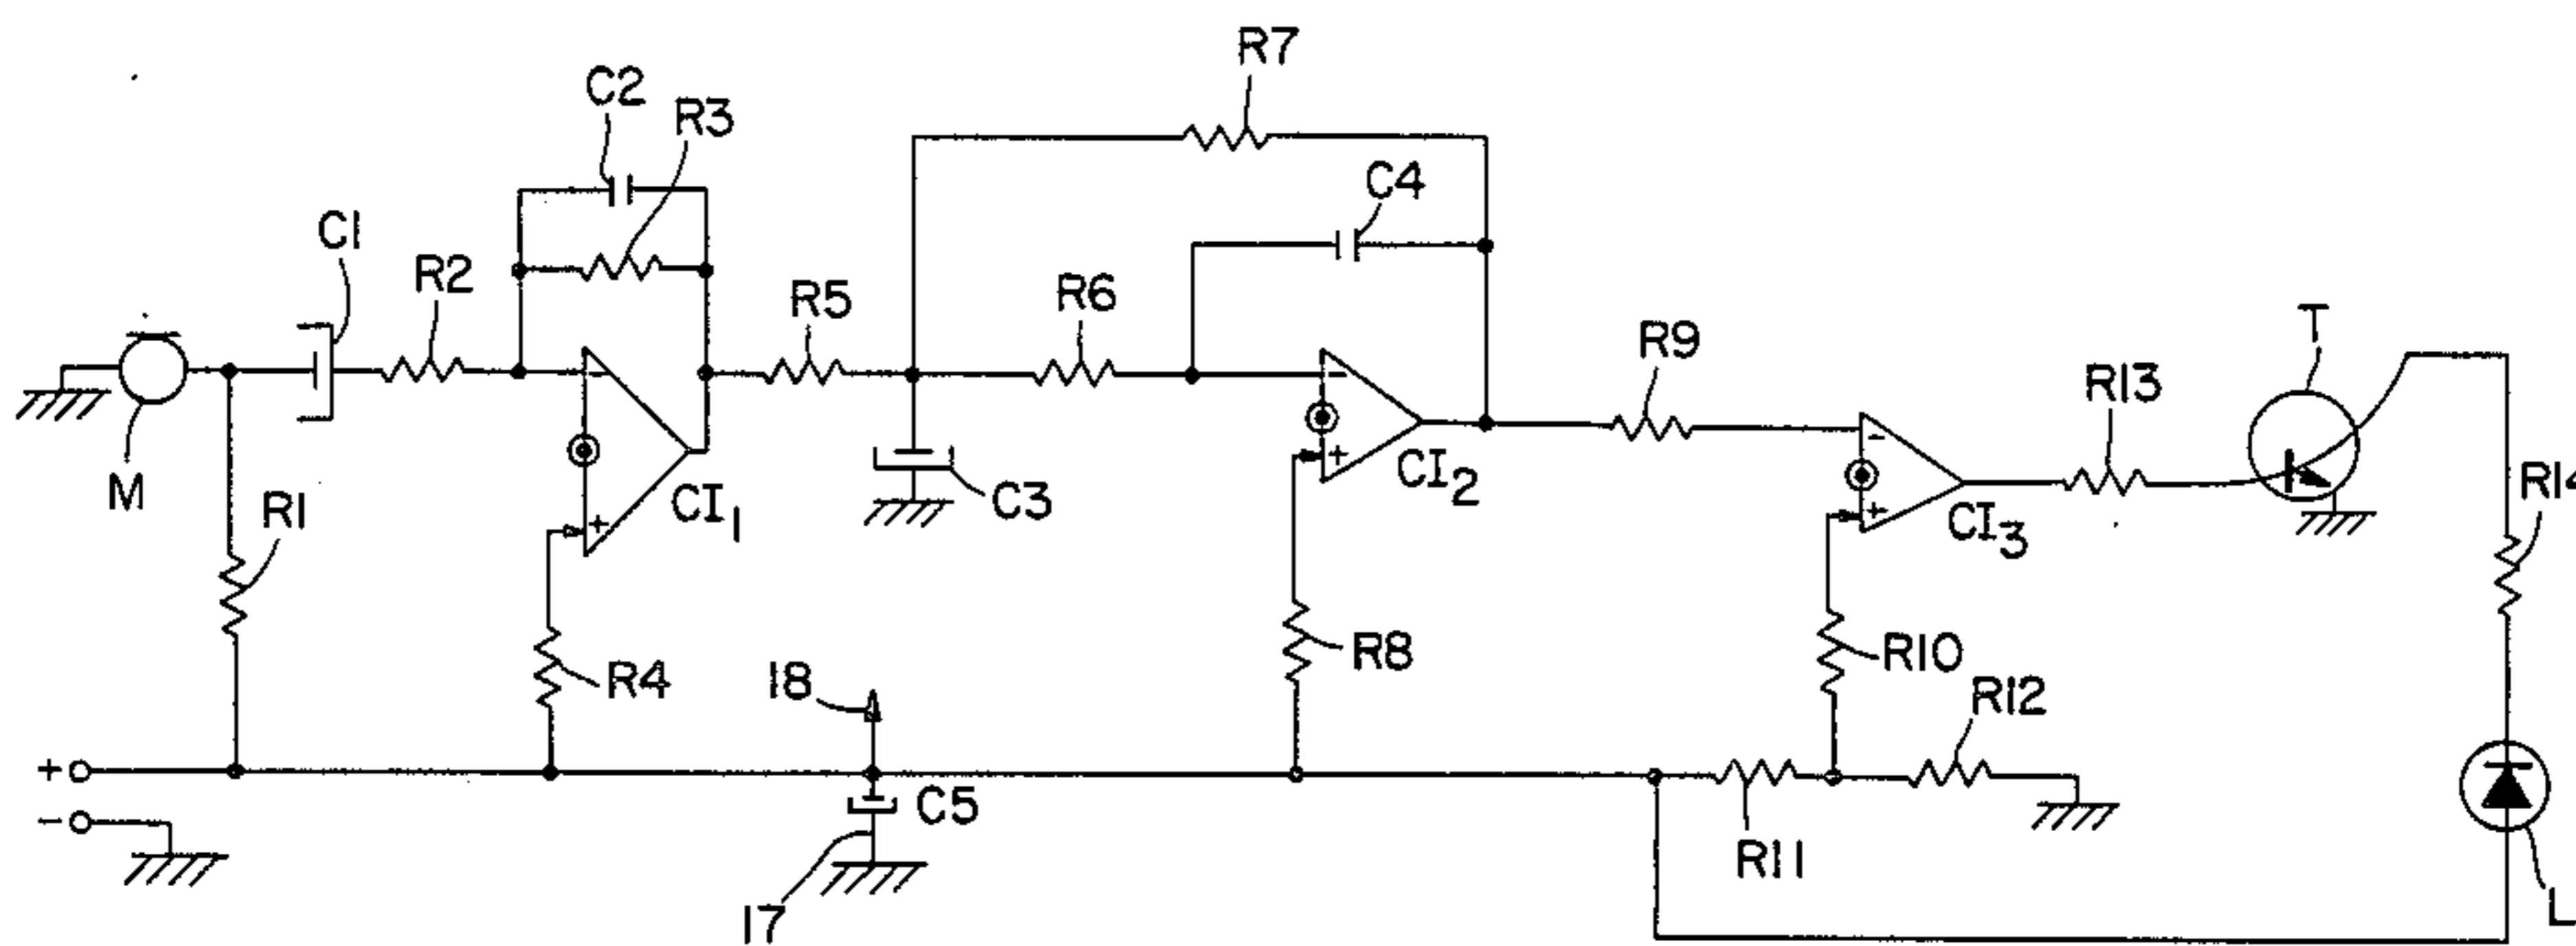 R7
C2
R3
C4
C1
R2
R5
R6
R9
T
R13
M
R1
CI1
C3
CI2
CI3
R14
R4
18
R8
R10
R12
+
-
C5
R11
17
L
-
+
-
+
-
+